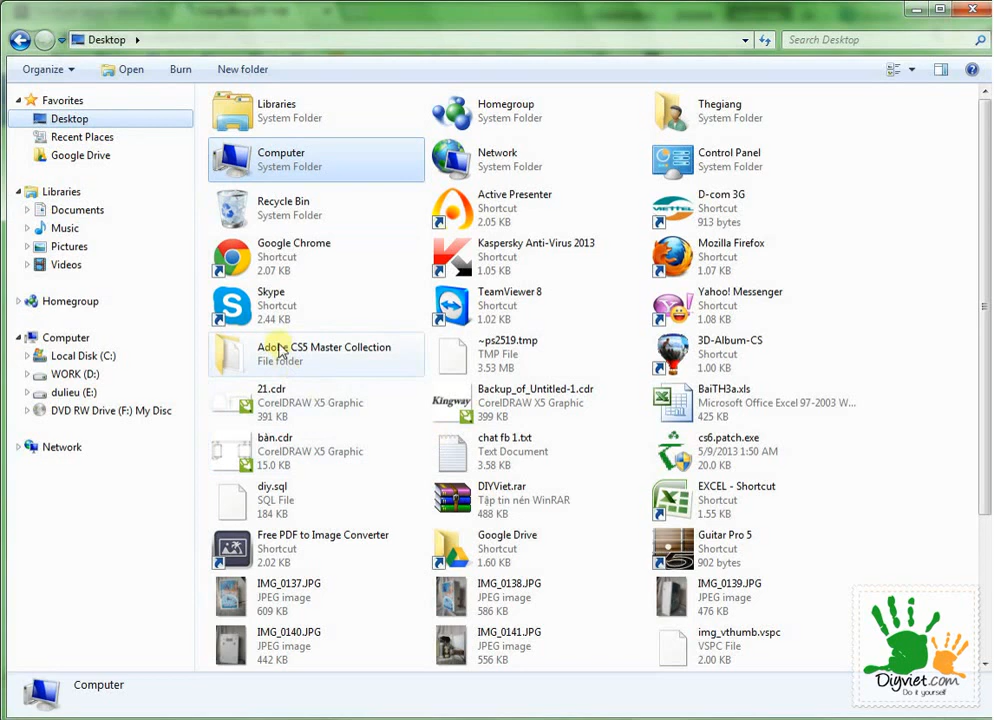 Desktop
Search Desktop
Organize
Open
Burn
New folder
Favorites
Desktop
Recent Places
Google Drive
Libraries
Documents
Music
Pictures
Videos
Homegroup
Computer
Local Disk (C:)
WORK (D:)
dulieu (E:)
DVD RW Drive (F:) My Disc
Network
Libraries
System Folder
Homegroup
System Folder
Thegiang
System Folder
Computer
System Folder
Network
System Folder
Control Panel
System Folder
Recycle Bin
System Folder
Active Presenter
Shortcut
2.05 KB
D-com 3G
Shortcut
913 bytes
Google Chrome
Shortcut
2.07 KB
Kaspersky Anti-Virus 2013
Shortcut
1.05 KB
Mozilla Firefox
Shortcut
1.07 KB
Skype
Shortcut
2.44 KB
TeamViewer 8
Shortcut
1.02 KB
Yahoo! Messenger
Shortcut
1.08 KB
Adobe CS5 Master Collection
File folder
~ps2519.tmp
TMP File
3.53 MB
3D-Album-CS
Shortcut
1.00 KB
21.cdr
CorelDRAW X5 Graphic
391 KB
Kingway
Backup_of_Untitled-1.cdr
CorelDRAW X5 Graphic
399 KB
BaiTH3a.xls
Microsoft Office Excel 97-2003 W...
425 KB
bàn.cdr
CorelDRAW X5 Graphic
15.0 KB
chat fb 1.txt
Text Document
3.58 KB
cs6.patch.exe
5/9/2013 1:50 AM
20.0 KB
diy.sql
SQL File
184 KB
DIYViet.rar
Tập tin nén WinRAR
488 KB
EXCEL - Shortcut
Shortcut
1.55 KB
Free PDF to Image Converter
Shortcut
2.02 KB
Google Drive
Shortcut
1.60 KB
Guitar Pro 5
Shortcut
902 bytes
IMG_0137.JPG
JPEG image
609 KB
IMG_0138.JPG
JPEG image
586 KB
IMG_0139.JPG
JPEG image
476 KB
IMG_0140.JPG
JPEG image
442 KB
IMG_0141.JPG
JPEG image
556 KB
img_vthumb.vspc
VSPC File
2.00 KB
Diyviet.com
Do it yourself
Computer